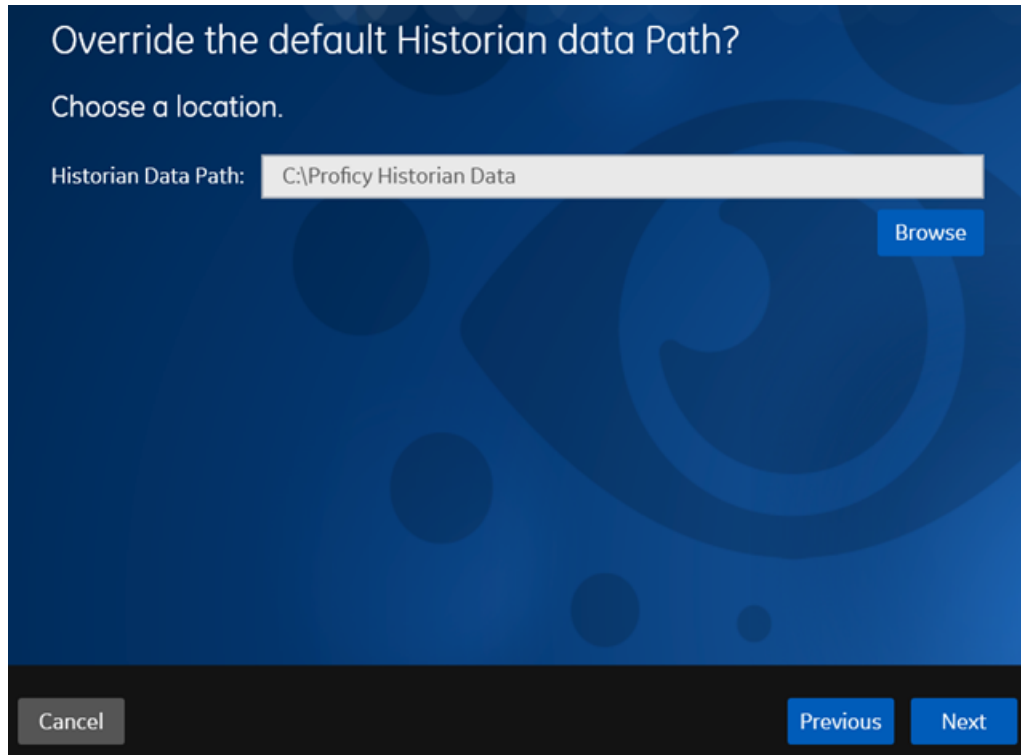 Override the default Historian data Path?
Choose a location.
Historian Data Path: C:\Proficy Historian Data
Browse
Cancel Previous Next